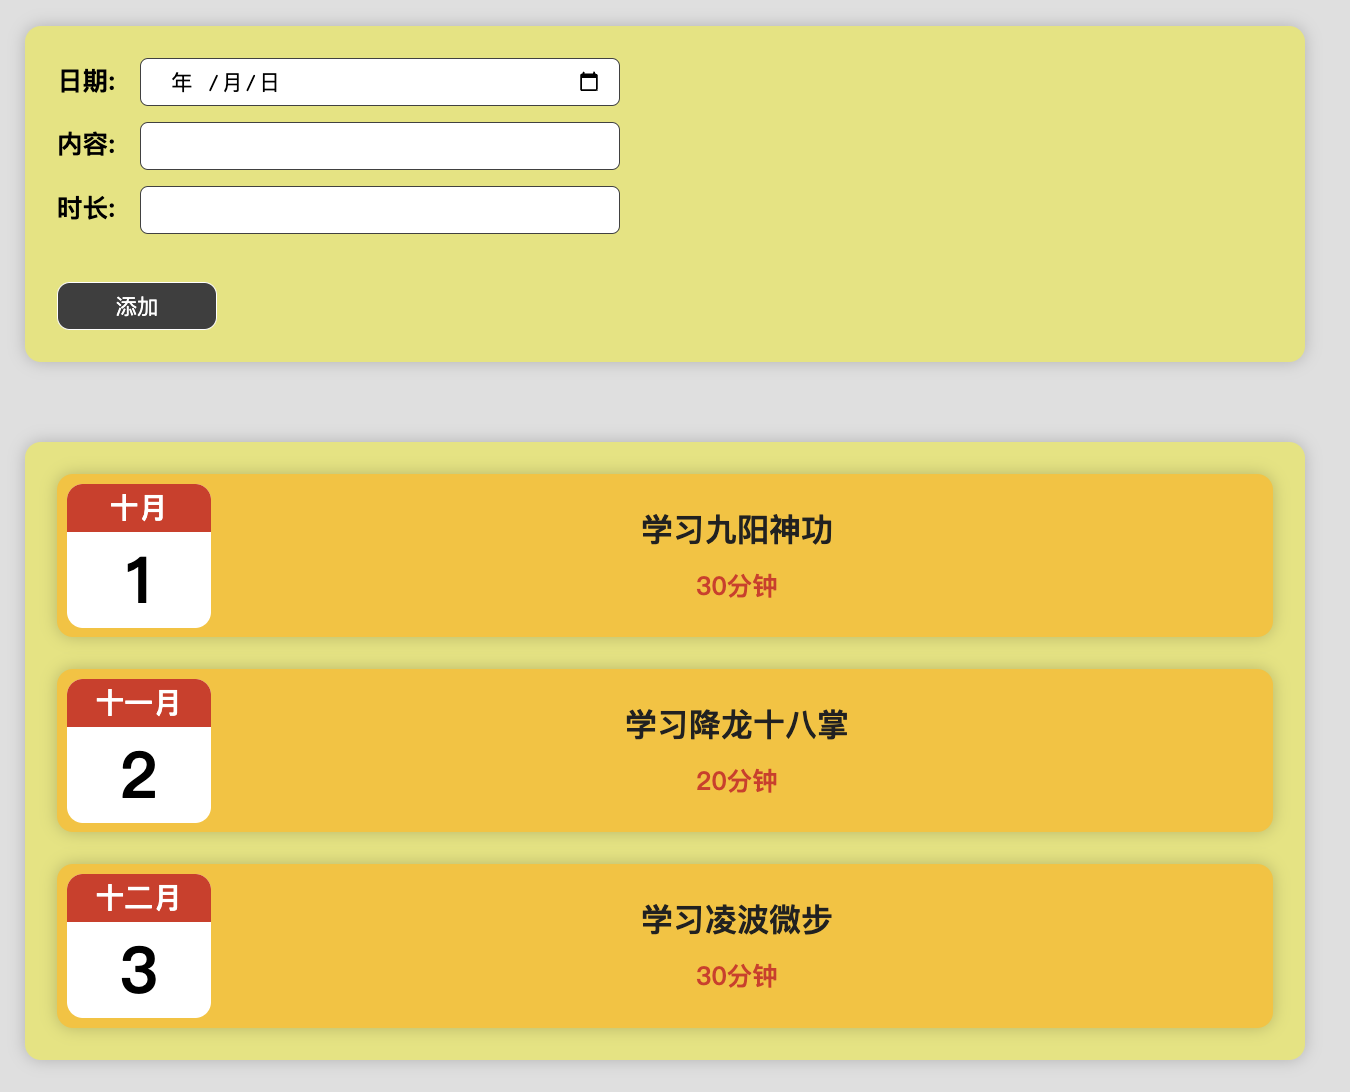 日期: 年 /月/日
内容:
时长:
添加
十月
1
学习九阳神功
30分钟
十一月
2
学习降龙十八掌
20分钟
十二月
3
学习凌波微步
30分钟